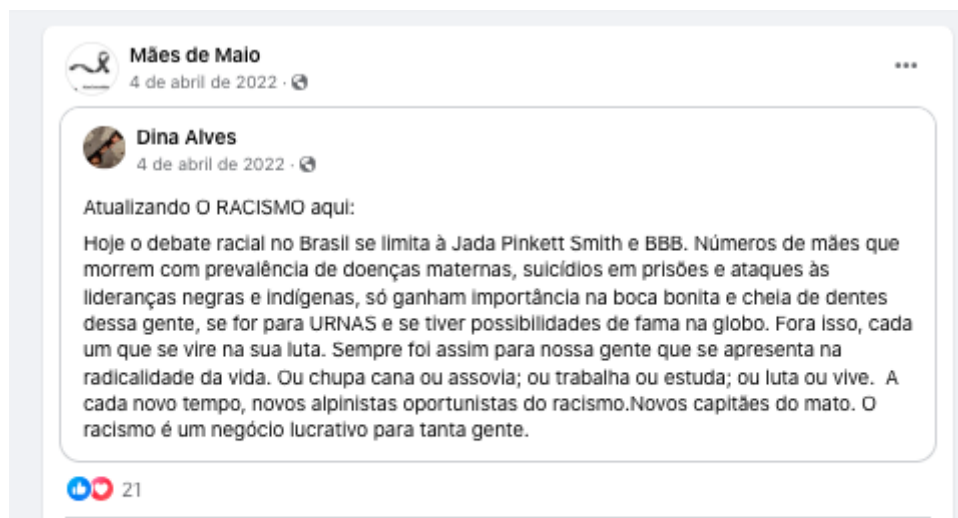 Mães de Maio
4 de abril de 2022 ·
Dina Alves
4 de abril de 2022 ·
Atualizando O RACISMO aqui:
Hoje o debate racial no Brasil se limita à Jada Pinkett Smith e BBB. Números de mães que
morrem com prevalência de doenças maternas, suicídios em prisões e ataques às
lideranças negras e indígenas, só ganham importância na boca bonita e cheia de dentes
dessa gente, se for para URNAS e se tiver possibilidades de fama na globo. Fora isso, cada
um que se vire na sua luta. Sempre foi assim para nossa gente que se apresenta na
radicalidade da vida. Ou chupa cana ou assovia; ou trabalha ou estuda; ou luta ou vive. A
cada novo tempo, novos alpinistas oportunistas do racismo.Novos capitães do mato. O
racismo é um negócio lucrativo para tanta gente.
21